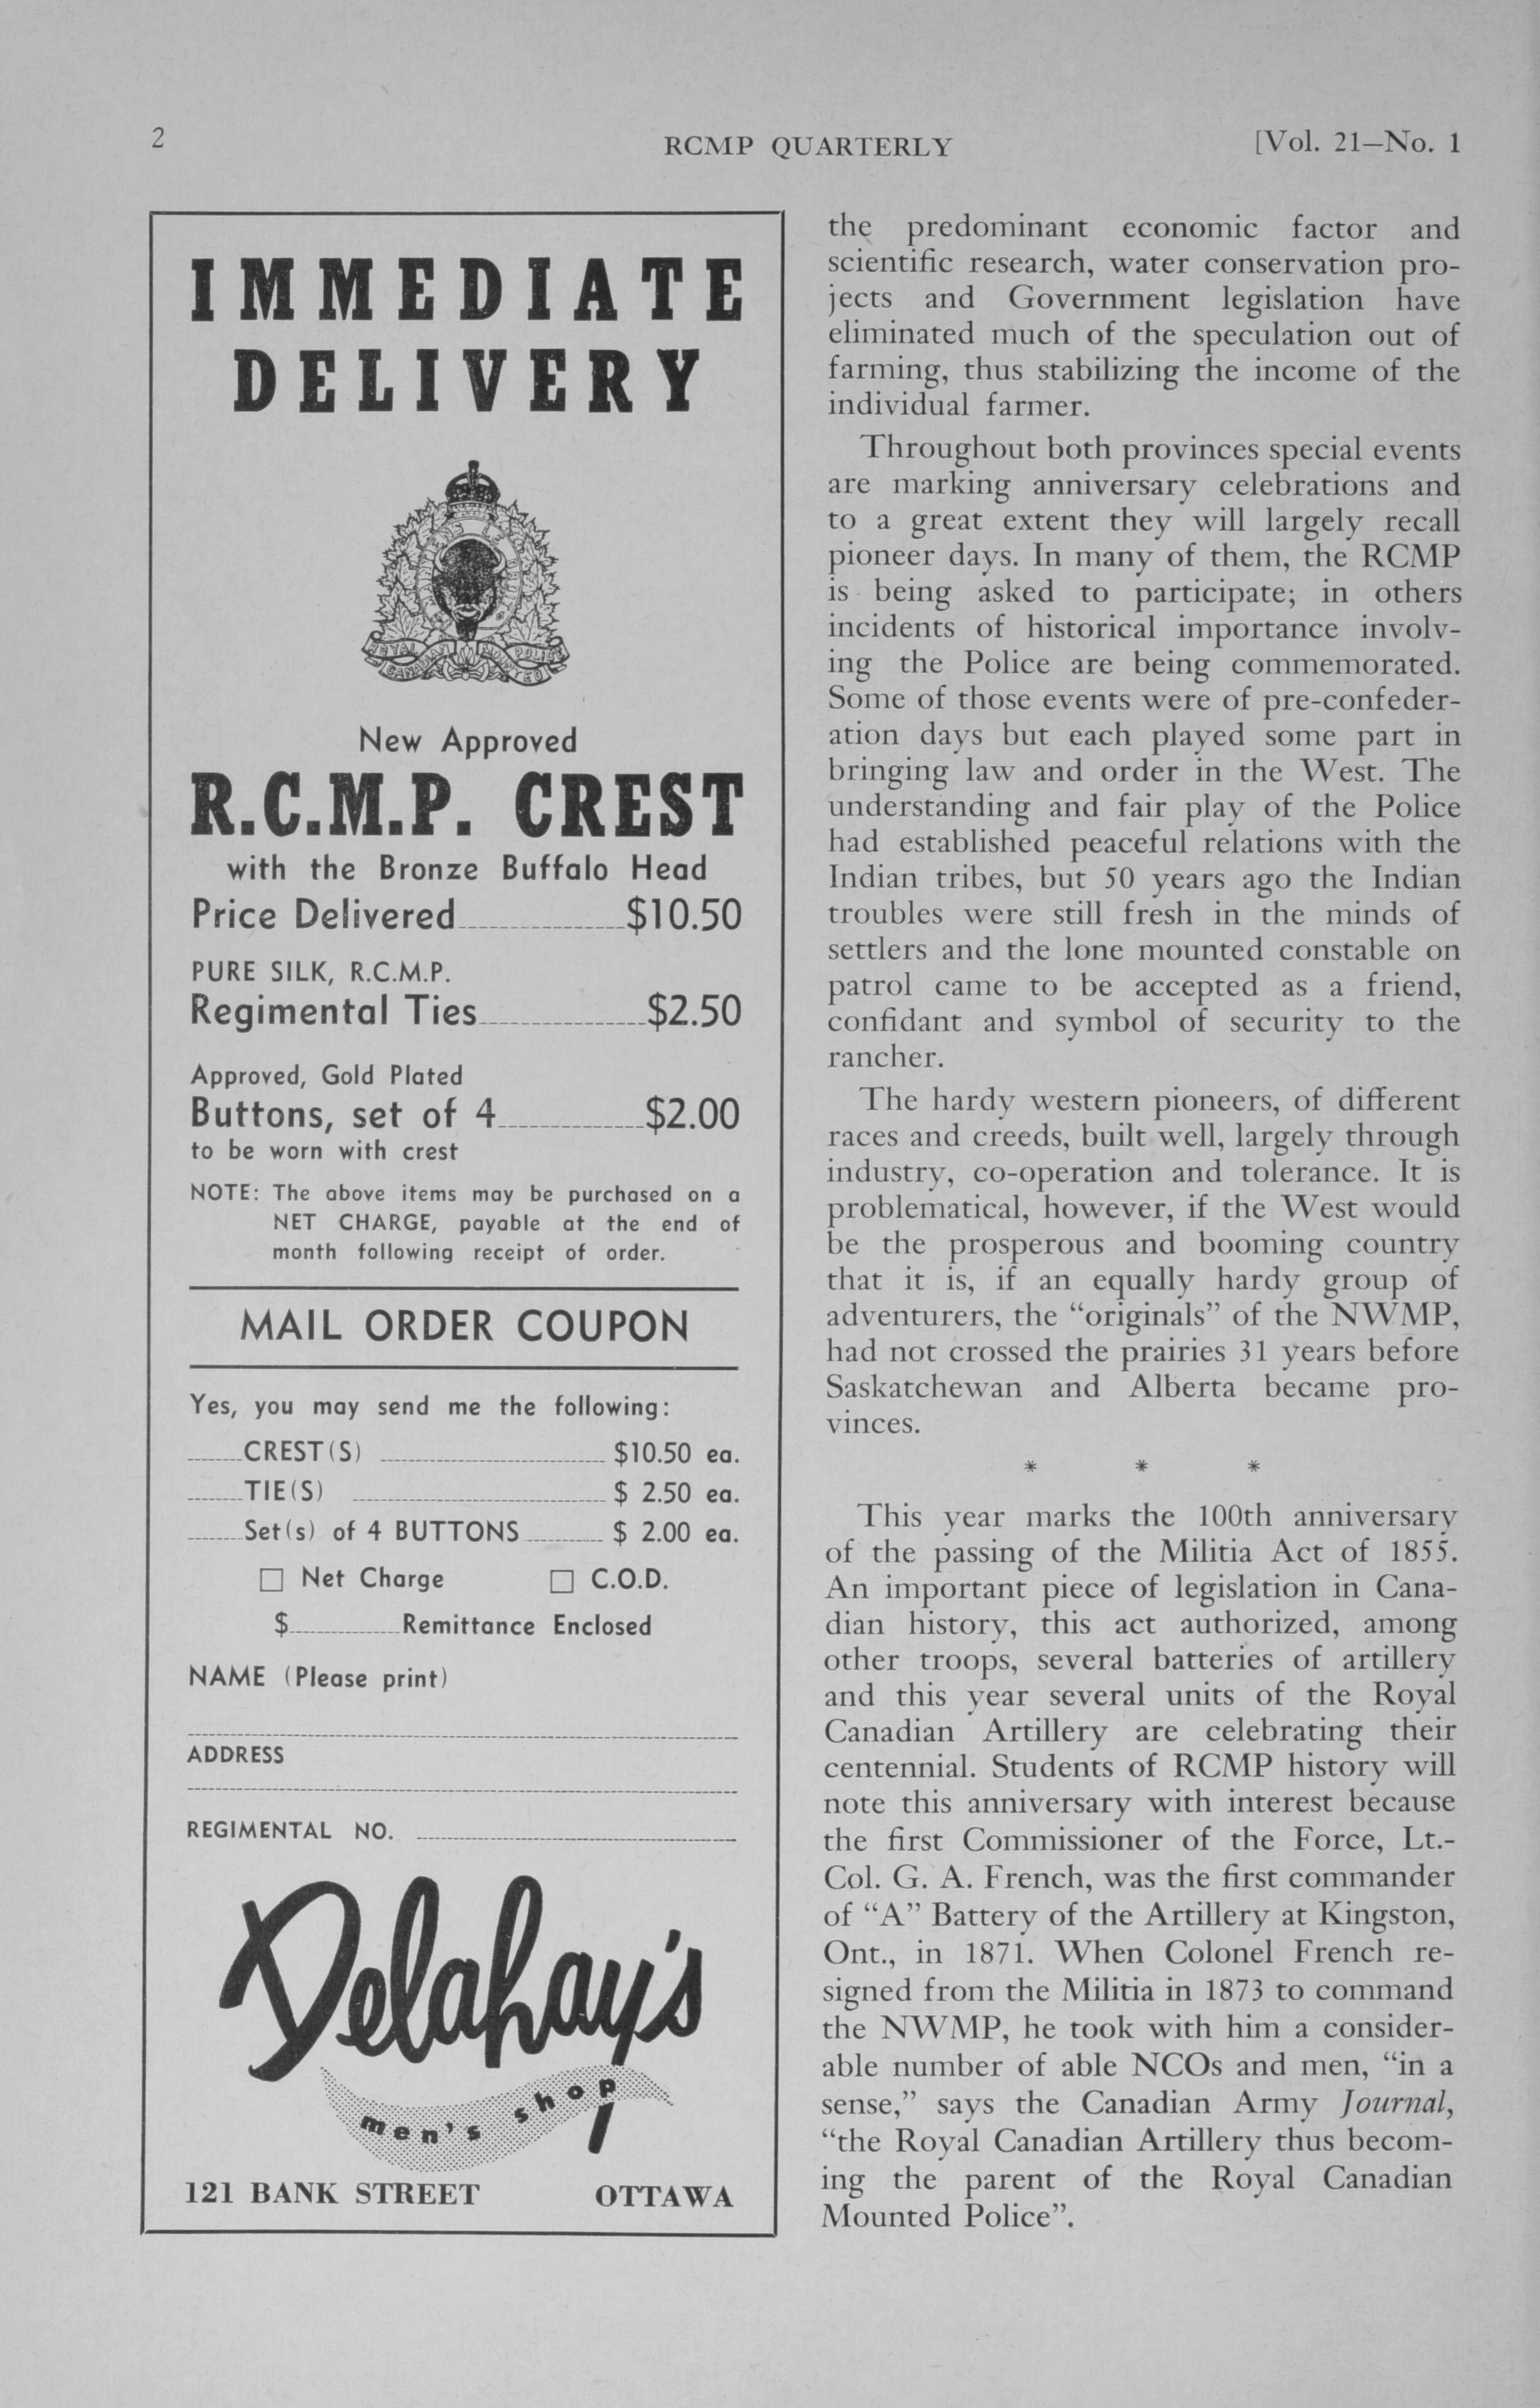 2
RCMP QUARTERLY
[Vol. 21—No. 1
IMMEDIATE
DELIVERY
ROYAL CANADIAN MOUNTED POLICE
New Approved
R.C.M.P. CREST
with the Bronze Buffalo Head
Price Delivered $10.50
PURE SILK, R.C.M.P.
Regimental Ties $2.50
Approved, Gold Plated
Buttons, set of 4 $2.00
to be worn with crest
NOTE: The above items may be purchased on a
NET CHARGE, payable at the end of
month following receipt of order.
MAIL ORDER COUPON
Yes, you may send me the following:
CREST(S) $10.50 ea.
TIE(S) $ 2.50 ea.
Set(s) of 4 BUTTONS $ 2.00 ea.
□ Net Charge □ C.O.D.
$ Remittance Enclosed
NAME (Please print)
ADDRESS
REGIMENTAL NO.
Delahay's
men's shop
121 BANK STREET OTTAWA
the predominant economic factor and
scientific research, water conservation pro-
jects and Government legislation have
eliminated much of the speculation out of
farming, thus stabilizing the income of the
individual farmer.
Throughout both provinces special events
are marking anniversary celebrations and
to a great extent they will largely recall
pioneer days. In many of them, the RCMP
is being asked to participate; in others
incidents of historical importance involv-
ing the Police are being commemorated.
Some of those events were of pre-confeder-
ation days but each played some part in
bringing law and order in the West. The
understanding and fair play of the Police
had established peaceful relations with the
Indian tribes, but 50 years ago the Indian
troubles were still fresh in the minds of
settlers and the lone mounted constable on
patrol came to be accepted as a friend,
confidant and symbol of security to the
rancher.
The hardy western pioneers, of different
races and creeds, built well, largely through
industry, co-operation and tolerance. It is
problematical, however, if the West would
be the prosperous and booming country
that it is, if an equally hardy group of
adventurers, the "originals" of the NWMP,
had not crossed the prairies 31 years before
Saskatchewan and Alberta became pro-
vinces.
* * *
This year marks the 100th anniversary
of the passing of the Militia Act of 1855.
An important piece of legislation in Cana-
dian history, this act authorized, among
other troops, several batteries of artillery
and this year several units of the Royal
Canadian Artillery are celebrating their
centennial. Students of RCMP history will
note this anniversary with interest because
the first Commissioner of the Force, Lt.-
Col. G. A. French, was the first commander
of "A" Battery of the Artillery at Kingston,
Ont., in 1871. When Colonel French re-
signed from the Militia in 1873 to command
the NWMP, he took with him a consider-
able number of able NCOs and men, "in a
sense," says the Canadian Army Journal,
"the Royal Canadian Artillery thus becom-
ing the parent of the Royal Canadian
Mounted Police".